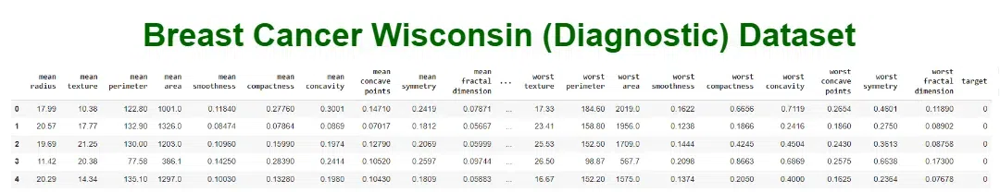 Breast Cancer Wisconsin (Diagnostic) Dataset
mean radius mean texture mean perimeter mean area mean smoothness mean compactness mean concavity mean concave points mean symmetry mean fractal dimension ... worst texture worst perimeter worst area worst smoothness worst compactness worst concavity worst concave points worst symmetry worst fractal dimension target
0 17.99 10.38 122.80 1001.0 0.11840 0.27760 0.3001 0.14710 0.2419 0.07871 ... 17.33 184.60 2019.0 0.1622 0.6656 0.7119 0.2654 0.4601 0.11890 0
1 20.57 17.77 132.90 1326.0 0.08474 0.07864 0.0869 0.07017 0.1812 0.05667 ... 23.41 158.80 1956.0 0.1238 0.1866 0.2416 0.1860 0.2750 0.08902 0
2 19.69 21.25 130.00 1203.0 0.10960 0.15990 0.1974 0.12790 0.2069 0.05999 ... 25.53 152.50 1709.0 0.1444 0.4245 0.4504 0.2430 0.3613 0.08758 0
3 11.42 20.38 77.58 386.1 0.14250 0.28390 0.2414 0.10520 0.2597 0.09744 ... 26.50 98.87 567.7 0.2098 0.8663 0.6869 0.2575 0.6638 0.17300 0
4 20.29 14.34 135.10 1297.0 0.10030 0.13280 0.1980 0.10430 0.1809 0.05883 ... 16.67 152.20 1575.0 0.1374 0.2050 0.4000 0.1625 0.2364 0.07678 0